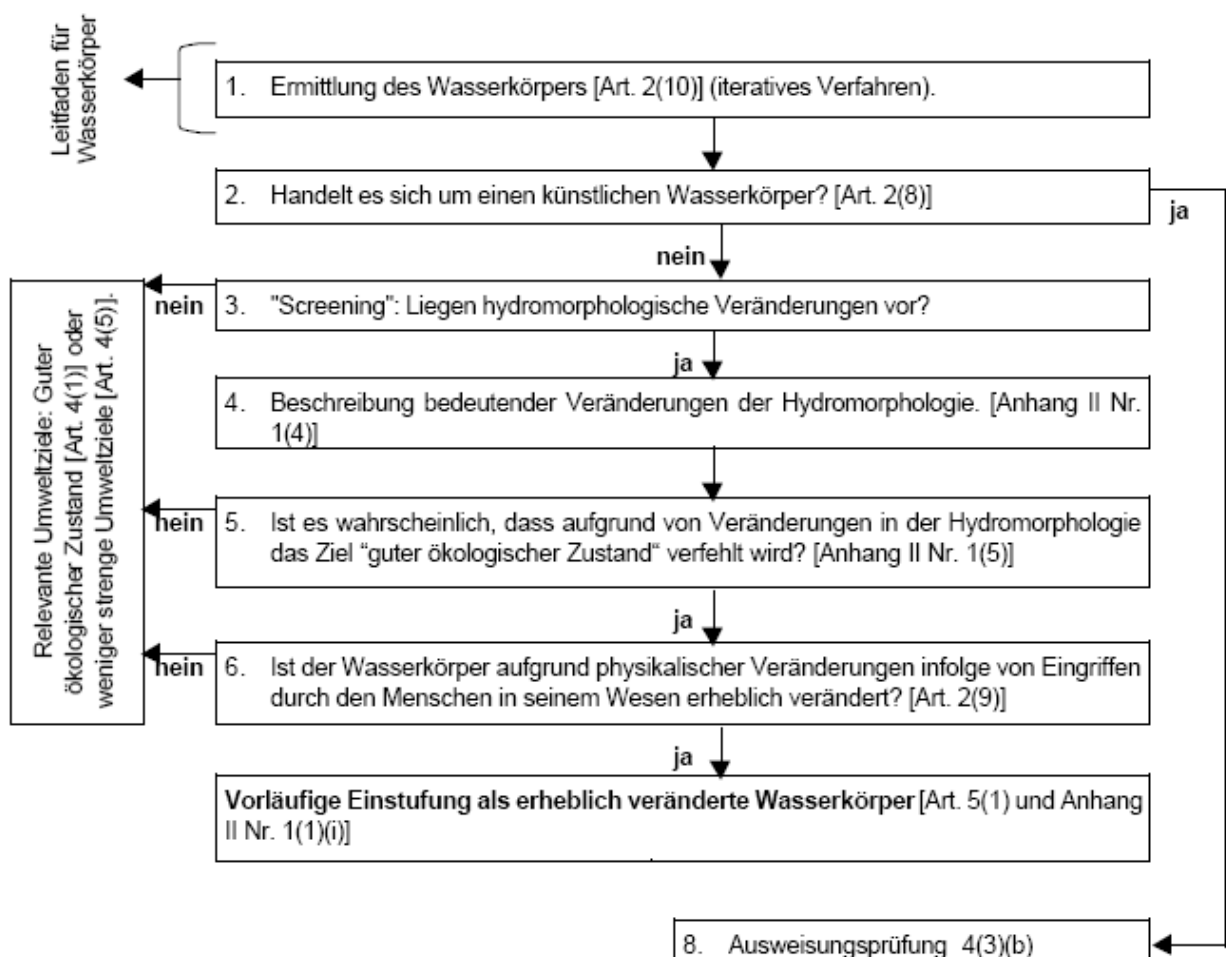 Leitfaden für
Wasserkörper
1. Ermittlung des Wasserkörpers [Art. 2(10)] (iteratives Verfahren).
2. Handelt es sich um einen künstlichen Wasserkörper? [Art. 2(8)]
ja
nein
Relevante Umweltziele: Guter
ökologischer Zustand [Art. 4(1)] oder
weniger strenge Umweltziele [Art. 4(5)].
nein
3. "Screening": Liegen hydromorphologische Veränderungen vor?
ja
4. Beschreibung bedeutender Veränderungen der Hydromorphologie. [Anhang II Nr.
1(4)]
nein
5. Ist es wahrscheinlich, dass aufgrund von Veränderungen in der Hydromorphologie
das Ziel “guter ökologischer Zustand“ verfehlt wird? [Anhang II Nr. 1(5)]
ja
nein
6. Ist der Wasserkörper aufgrund physikalischer Veränderungen infolge von Eingriffen
durch den Menschen in seinem Wesen erheblich verändert? [Art. 2(9)]
ja
Vorläufige Einstufung als erheblich veränderte Wasserkörper [Art. 5(1) und Anhang
II Nr. 1(1)(i)]
8. Ausweisungsprüfung 4(3)(b)